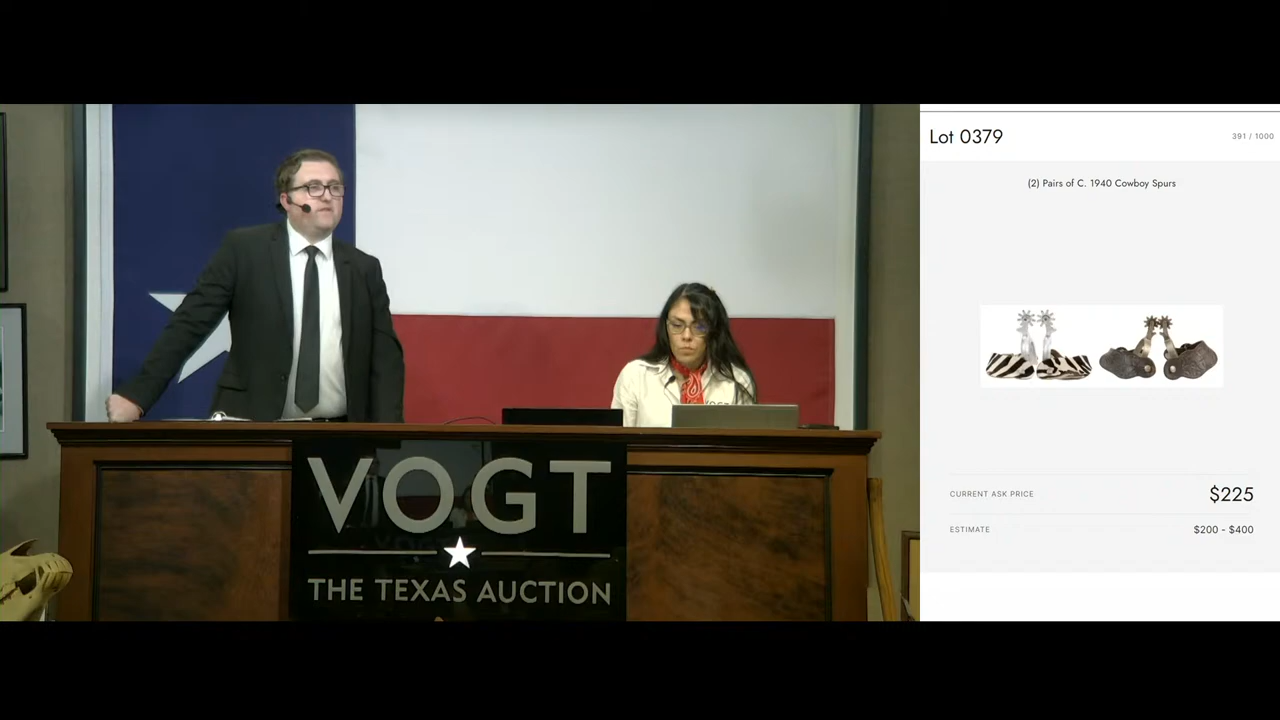 Lot 0379
391 / 1000
(2) Pairs of C. 1940 Cowboy Spurs
CURRENT ASK PRICE
$225
ESTIMATE
$200 - $400
VOGT
THE TEXAS AUCTION